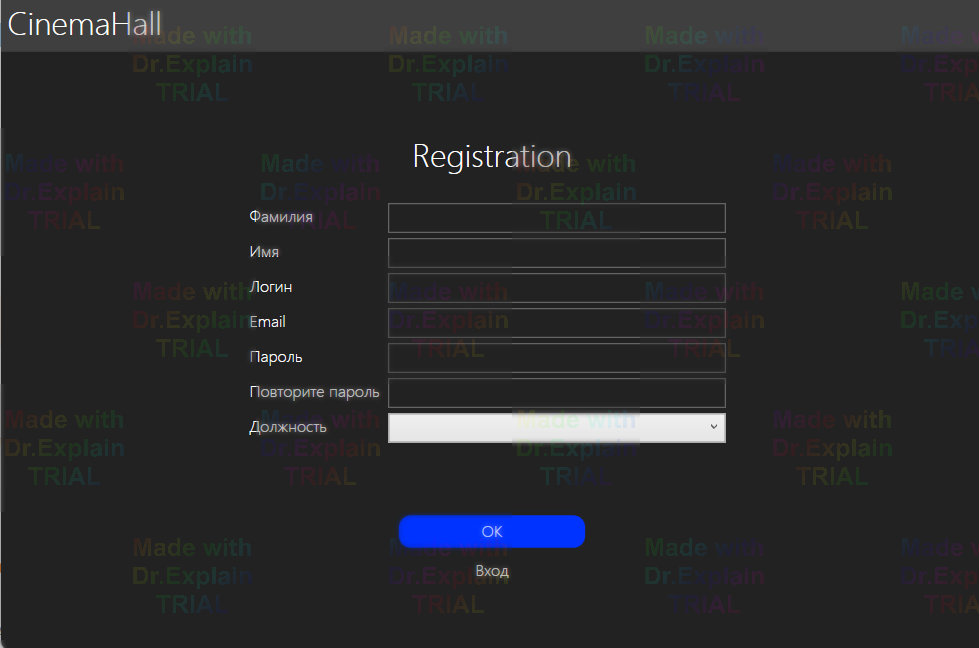 CinemaHall
Registration
Фамилия
Имя
Логин
Email
Пароль
Повторите пароль
Должность
OK
Вход
Made with
Dr.Explain
TRIAL